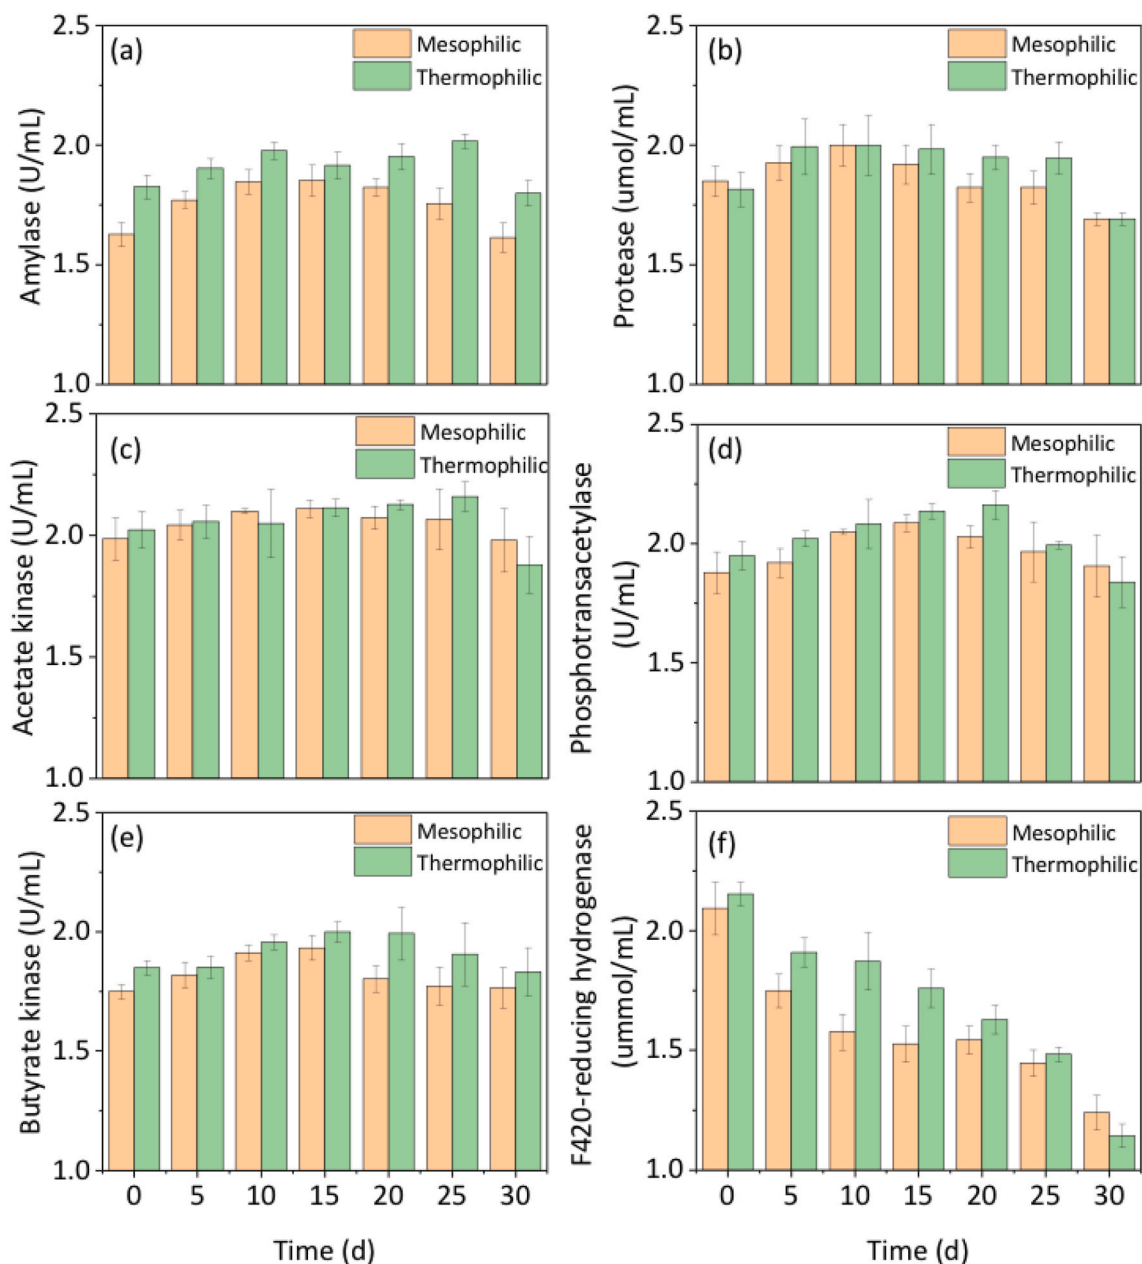 (a)
Mesophilic
Thermophilic
Amylase (U/mL)
2.5
2.0
1.5
1.0
(b)
Mesophilic
Thermophilic
Protease (umol/mL)
2.5
2.0
1.5
1.0
(c)
Mesophilic
Thermophilic
Acetate kinase (U/mL)
2.5
2.0
1.5
1.0
(d)
Mesophilic
Thermophilic
Phosphotransacetylase
(U/mL)
2.5
2.0
1.5
1.0
(e)
Mesophilic
Thermophilic
Butyrate kinase (U/mL)
2.5
2.0
1.5
1.0
0 5 10 15 20 25 30
Time (d)
(f)
Mesophilic
Thermophilic
F420-reducing hydrogenase
(ummol/mL)
2.5
2.0
1.5
1.0
0 5 10 15 20 25 30
Time (d)